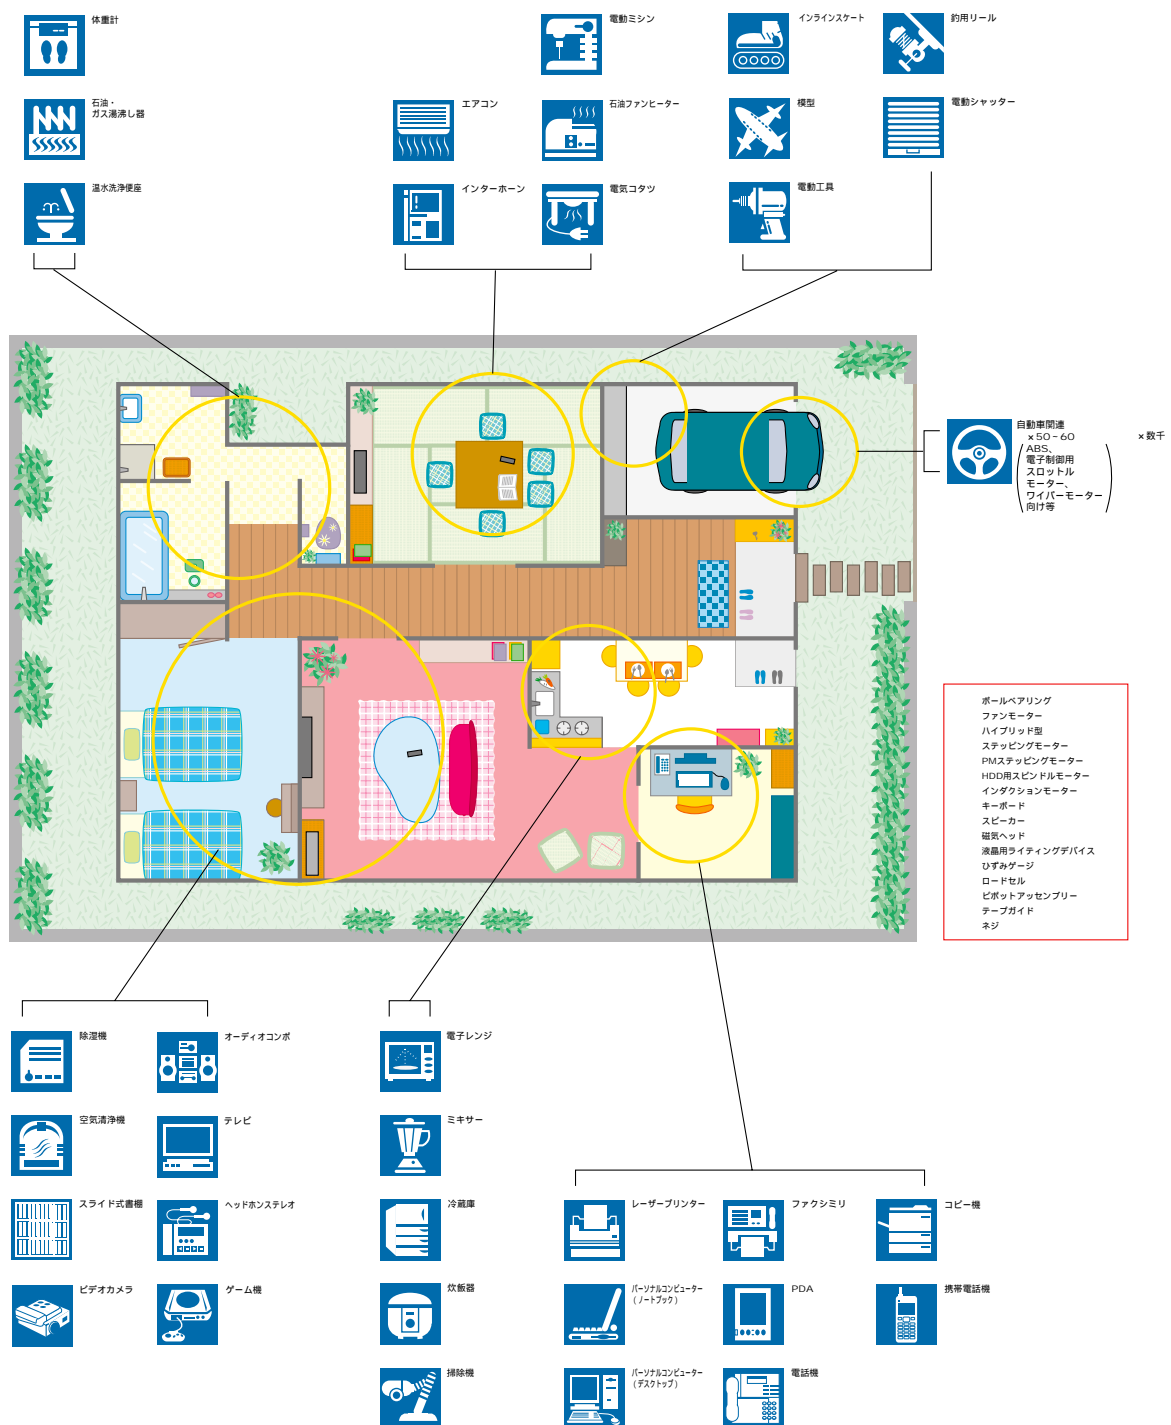 体重計
石油・
ガス湯沸し器
温水洗浄便座
エアコン
インターホーン
電動ミシン
石油ファンヒーター
電気コタツ
インラインスケート
模型
電動工具
釣用リール
電動シャッター
自動車関連
×50-60 ×数千
ABS、
電子制御用
スロットル
モーター、
ワイパーモーター
向け等
ボールベアリング
ファンモーター
ハイブリッド型
ステッピングモーター
PMステッピングモーター
HDD用スピンドルモーター
インダクションモーター
キーボード
スピーカー
磁気ヘッド
液晶用ライティングデバイス
ひずみゲージ
ロードセル
ピボットアッセンブリー
テープガイド
ネジ
除湿機
空気清浄機
スライド式書棚
ビデオカメラ
オーディオコンポ
テレビ
ヘッドホンステレオ
ゲーム機
電子レンジ
ミキサー
冷蔵庫
炊飯器
掃除機
レーザープリンター
パーソナルコンピューター
(ノートブック)
パーソナルコンピューター
(デスクトップ)
ファクシミリ
PDA
電話機
コピー機
携帯電話機